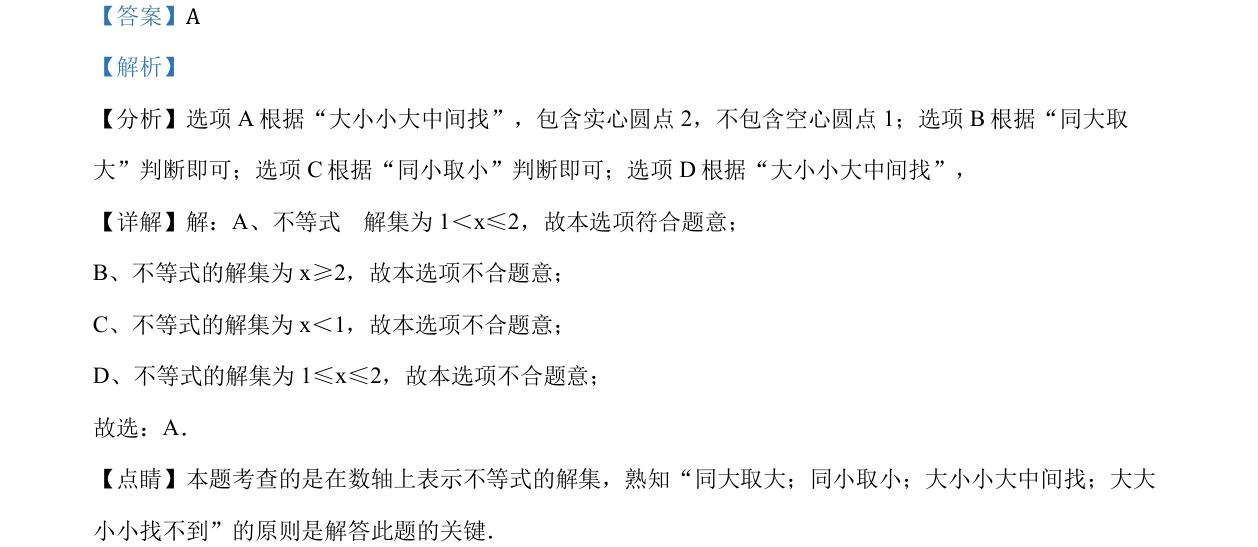 【答案】A
【解析】
【分析】选项 A 根据“大小小大中间找”，包含实心圆点 2，不包含空心圆点 1；选项 B 根据“同大取
大”判断即可；选项 C 根据“同小取小”判断即可；选项 D 根据“大小小大中间找”，
【详解】解：A、不等式　解集为 1＜x≤2，故本选项符合题意；
B、不等式的解集为 x≥2，故本选项不合题意；
C、不等式的解集为 x＜1，故本选项不合题意；
D、不等式的解集为 1≤x≤2，故本选项不合题意；
故选：A．
【点睛】本题考查的是在数轴上表示不等式的解集，熟知“同大取大；同小取小；大小小大中间找；大大
小小找不到”的原则是解答此题的关键．